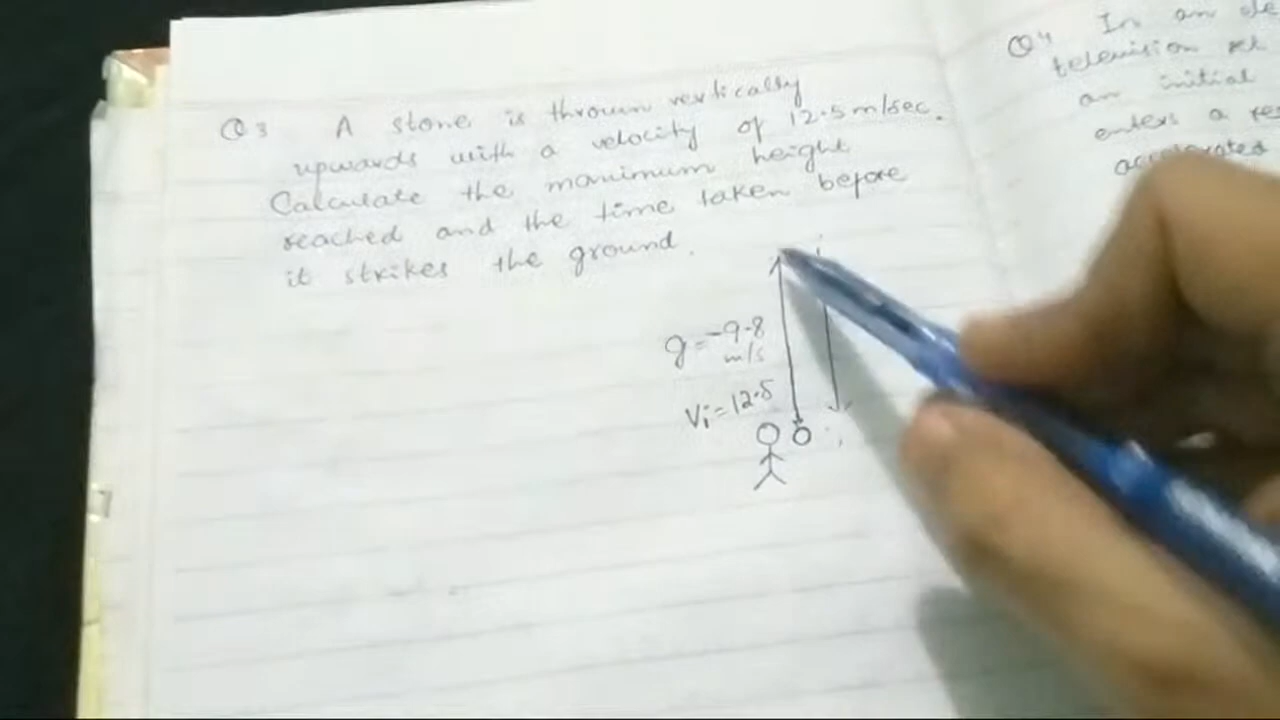 Q3 A stone is thrown vertically
upwards with a velocity of 12.5 m/sec.
Calculate the maximum height
reached and the time taken before
it strikes the ground.
g = -9.8
m/s
Vi = 12.5
Q4 In an
television
an initial
enters a
accelerated